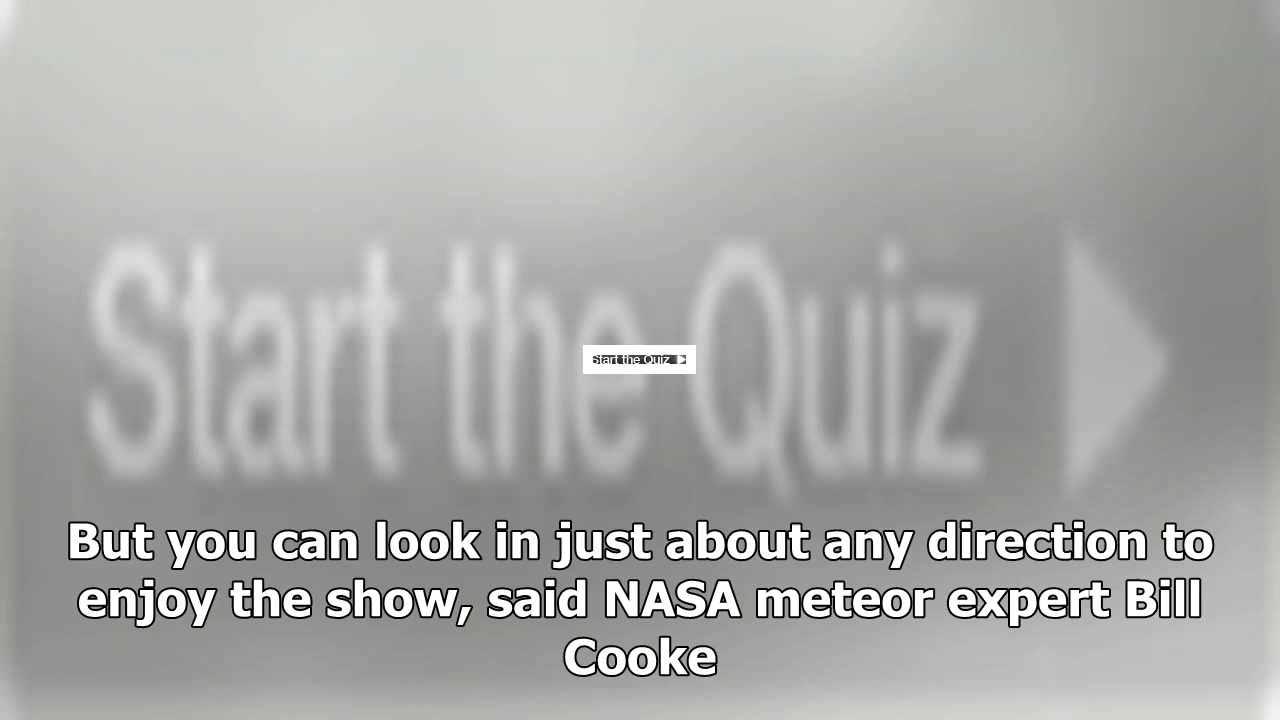 Start the Quiz
Start the Quiz
But you can look in just about any direction to
enjoy the show, said NASA meteor expert Bill
Cooke